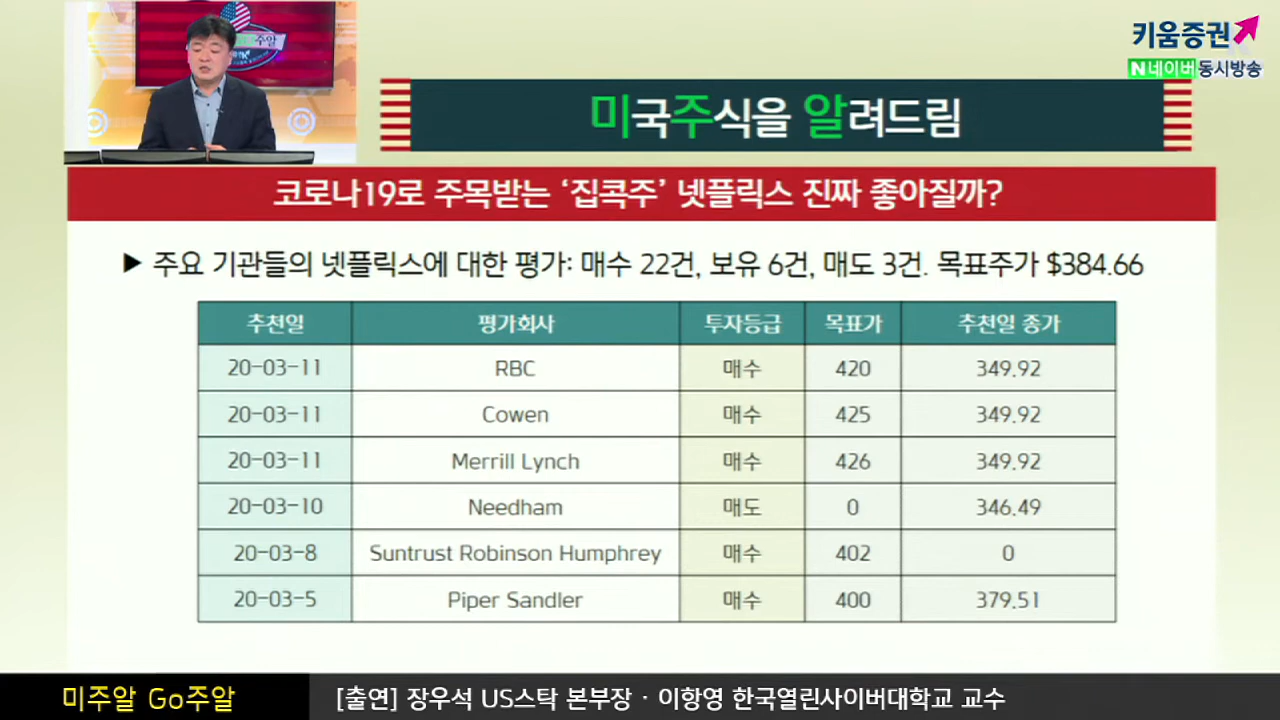 주알
키움증권
N 네이버 동시방송
미국주식을 알려드림
코로나19로 주목받는 '집콕주' 넷플릭스 진짜 좋아질까?
▶ 주요 기관들의 넷플릭스에 대한 평가: 매수 22건, 보유 6건, 매도 3건. 목표주가 $384.66
추천일 평가회사 투자등급 목표가 추천일 종가
20-03-11 RBC 매수 420 349.92
20-03-11 Cowen 매수 425 349.92
20-03-11 Merrill Lynch 매수 426 349.92
20-03-10 Needham 매도 0 346.49
20-03-8 Suntrust Robinson Humphrey 매수 402 0
20-03-5 Piper Sandler 매수 400 379.51
미주알 Go주알 [출연] 장우석 US스탁 본부장 · 이항영 한국열린사이버대학교 교수